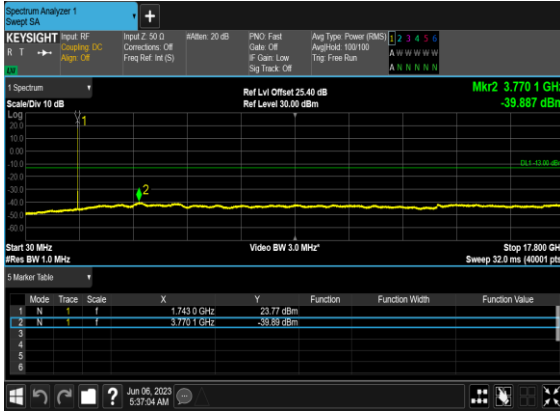 Spectrum Analyzer 1
Swept SA
+
KEYSIGHT Input: RF Input Z: 50 Ω #Atten: 20 dB PNO: Fast Avg Type: Power (RMS) 1 2 3 4 5 6
R T Coupling: DC Corrections: Off Gate: Off Avg|Hold: 100/100 A W W W W W
Align: Off Freq Ref: Int (S) IF Gain: Low Trig: Free Run
Sig Track: Off A N N N N N
1 Spectrum Ref Lvl Offset 25.40 dB Mkr2 3.770 1 GHz
Scale/Div 10 dB Ref Level 30.00 dBm -39.887 dBm
Log
20.0
10.0
0.00
-10.0
DL1 -13.00 dBm
-20.0
-30.0
-40.0
-50.0
-60.0
1
2
Start 30 MHz Video BW 3.0 MHz* Stop 17.800 GHz
#Res BW 1.0 MHz Sweep 32.0 ms (40001 pts)
5 Marker Table
Mode Trace Scale X Y Function Function Width Function Value
1 N 1 f 1.743 0 GHz 23.77 dBm
2 N 1 f 3.770 1 GHz -39.89 dBm
3
4
5
6
? Jun 06, 2023
5:37:04 AM